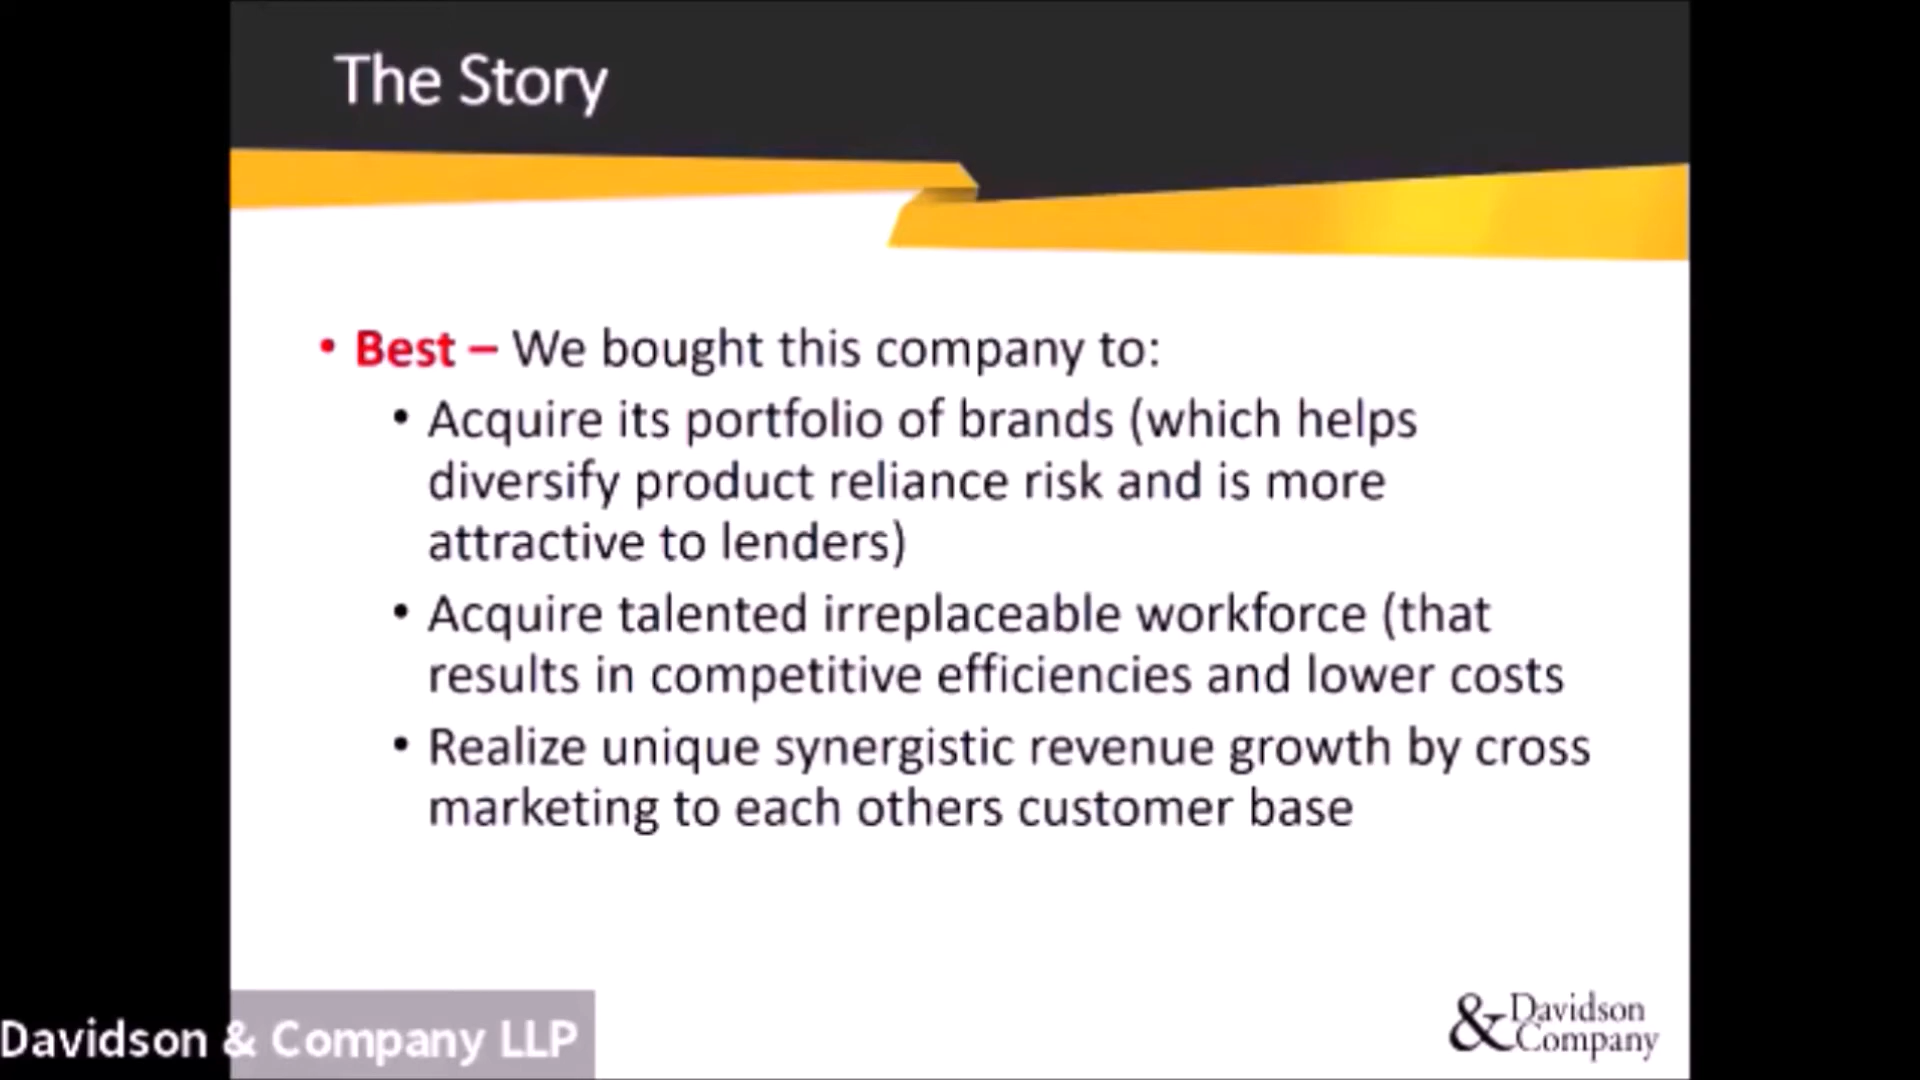 The Story
• Best – We bought this company to:
• Acquire its portfolio of brands (which helps
diversify product reliance risk and is more
attractive to lenders)
• Acquire talented irreplaceable workforce (that
results in competitive efficiencies and lower costs
• Realize unique synergistic revenue growth by cross
marketing to each others customer base
Davidson & Company LLP
& Davidson
Company